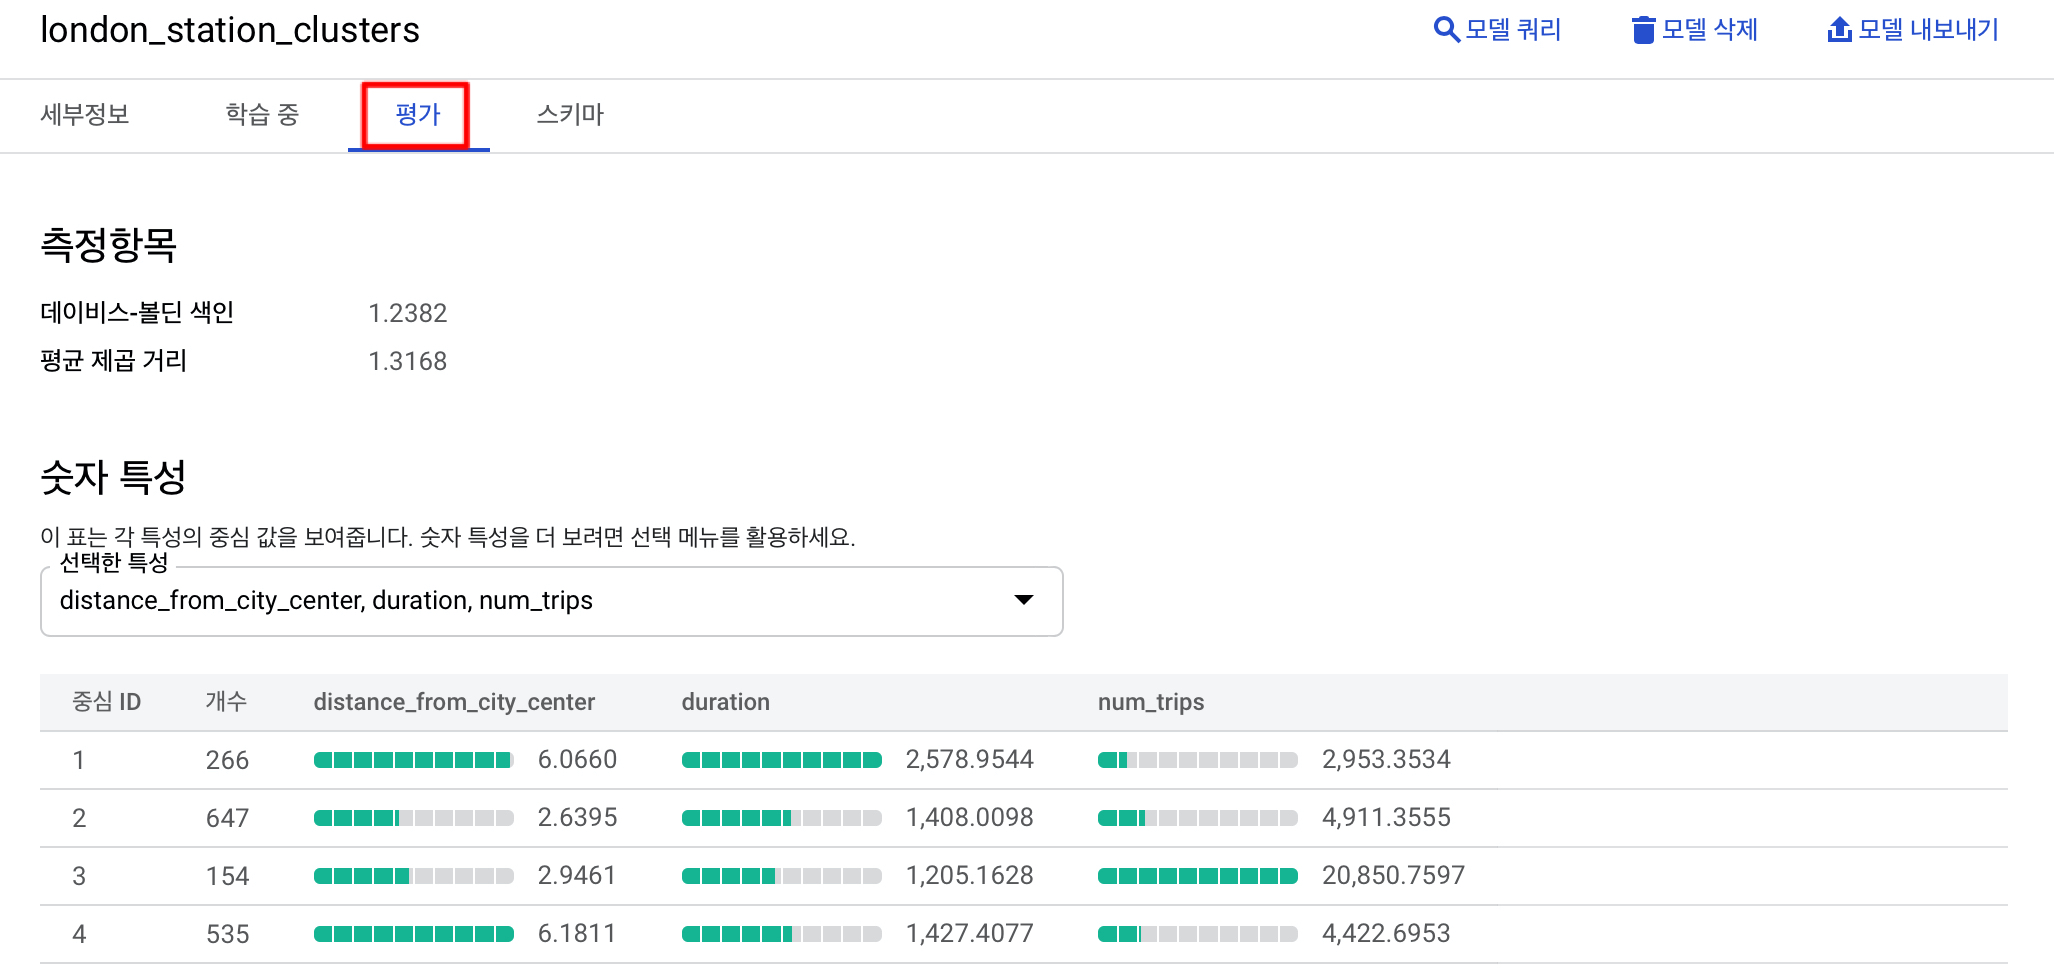 london_station_clusters
모델 쿼리
모델 삭제
모델 내보내기
세부정보
학습 중
평가
스키마
측정항목
데이비스-볼딘 색인 1.2382
평균 제곱 거리 1.3168
숫자 특성
이 표는 각 특성의 중심 값을 보여줍니다. 숫자 특성을 더 보려면 선택 메뉴를 활용하세요.
선택한 특성
distance_from_city_center, duration, num_trips
중심 ID 개수 distance_from_city_center duration num_trips
1 266 6.0660 2,578.9544 2,953.3534
2 647 2.6395 1,408.0098 4,911.3555
3 154 2.9461 1,205.1628 20,850.7597
4 535 6.1811 1,427.4077 4,422.6953